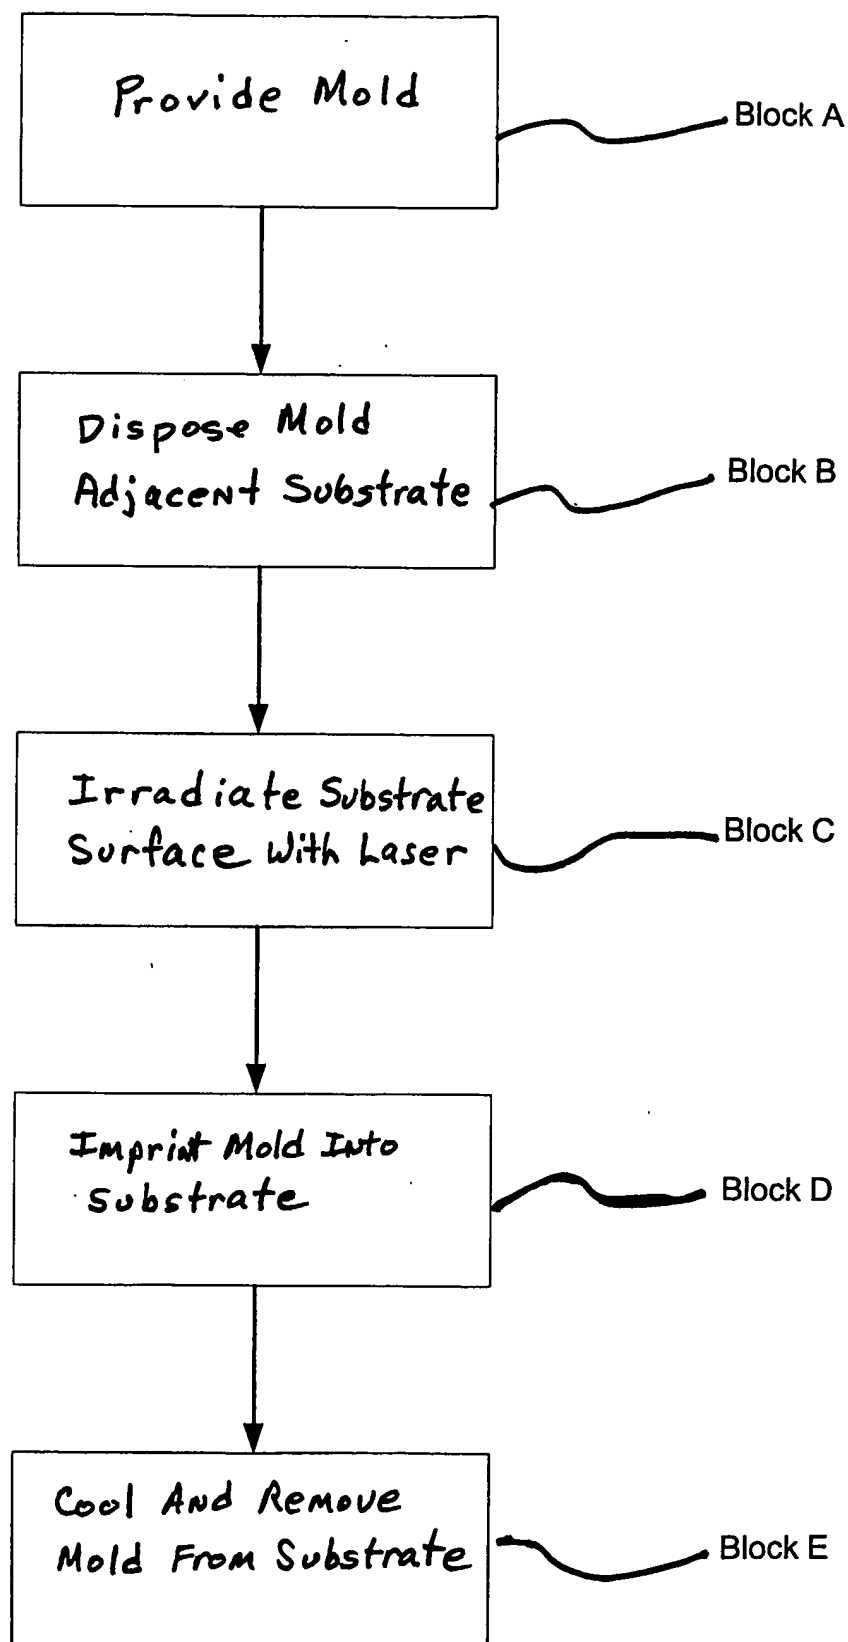 Provide Mold
Block A
Dispose Mold
Adjacent Substrate
Block B
Irradiate Substrate
Surface With Laser
Block C
Imprint Mold Into
Substrate
Block D
Cool And Remove
Mold From Substrate
Block E